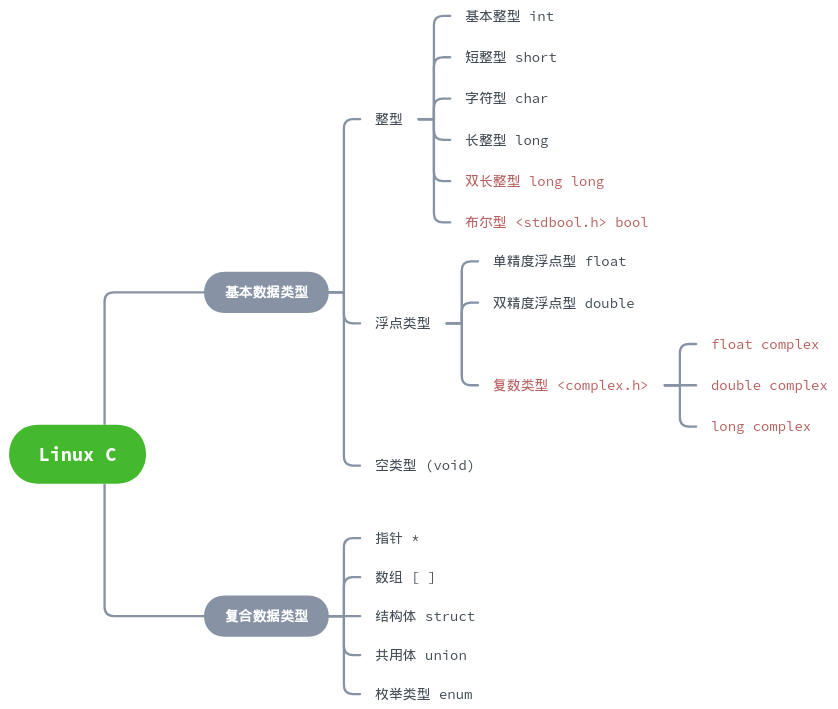 Linux C
基本数据类型
整型
基本整型 int
短整型 short
字符型 char
长整型 long
双长整型 long long
布尔型 <stdbool.h> bool
浮点类型
单精度浮点型 float
双精度浮点型 double
复数类型 <complex.h>
float complex
double complex
long complex
空类型 (void)
复合数据类型
指针 *
数组 [ ]
结构体 struct
共用体 union
枚举类型 enum